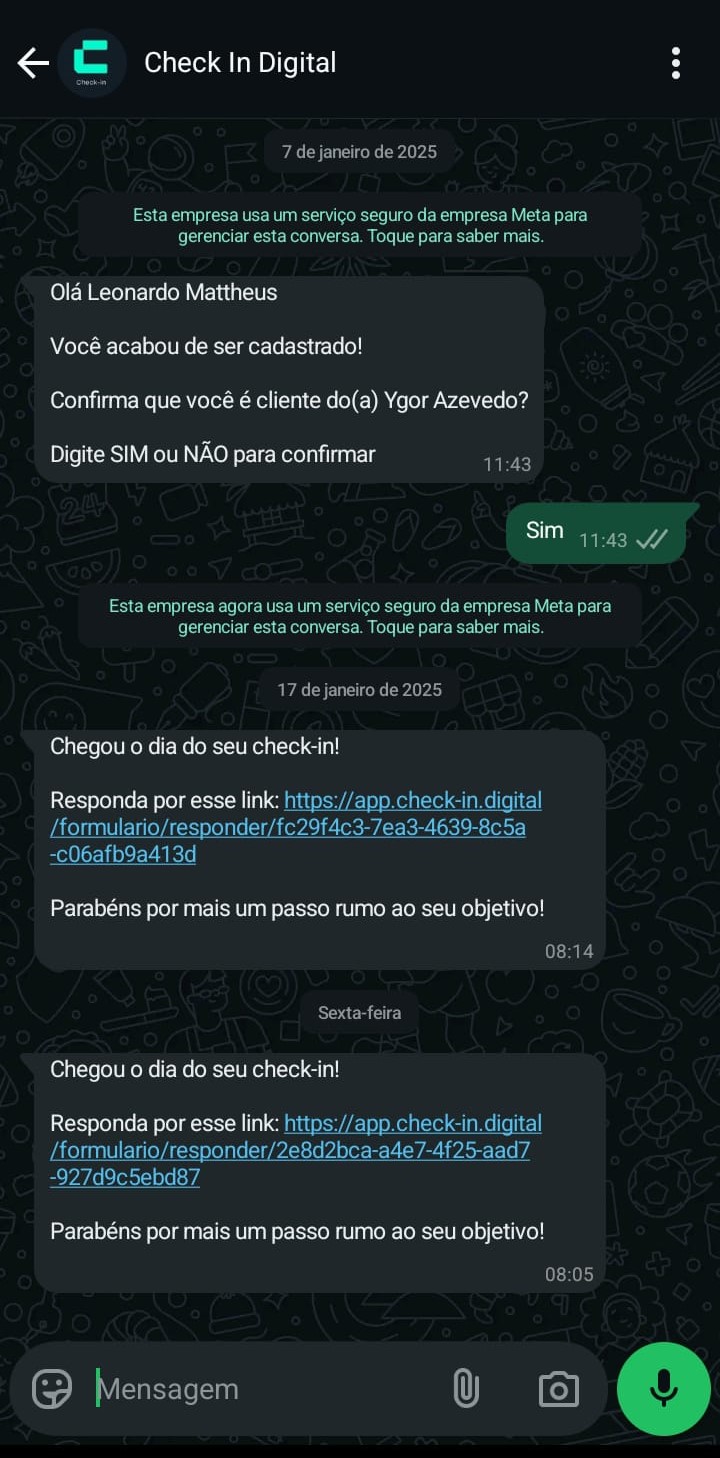 Check-in
Check In Digital
7 de janeiro de 2025
Esta empresa usa um serviço seguro da empresa Meta para
gerenciar esta conversa. Toque para saber mais.
Olá Leonardo Mattheus
Você acabou de ser cadastrado!
Confirma que você é cliente do(a) Ygor Azevedo?
Digite SIM ou NÃO para confirmar
11:43
Sim 11:43
Esta empresa agora usa um serviço seguro da empresa Meta para
gerenciar esta conversa. Toque para saber mais.
17 de janeiro de 2025
Chegou o dia do seu check-in!
Responda por esse link: https://app.check-in.digital
/formulario/responder/fc29f4c3-7ea3-4639-8c5a
-c06afb9a413d
Parabéns por mais um passo rumo ao seu objetivo!
08:14
Sexta-feira
Chegou o dia do seu check-in!
Responda por esse link: https://app.check-in.digital
/formulario/responder/2e8d2bca-a4e7-4f25-aad7
-927d9c5ebd87
Parabéns por mais um passo rumo ao seu objetivo!
08:05
Mensagem